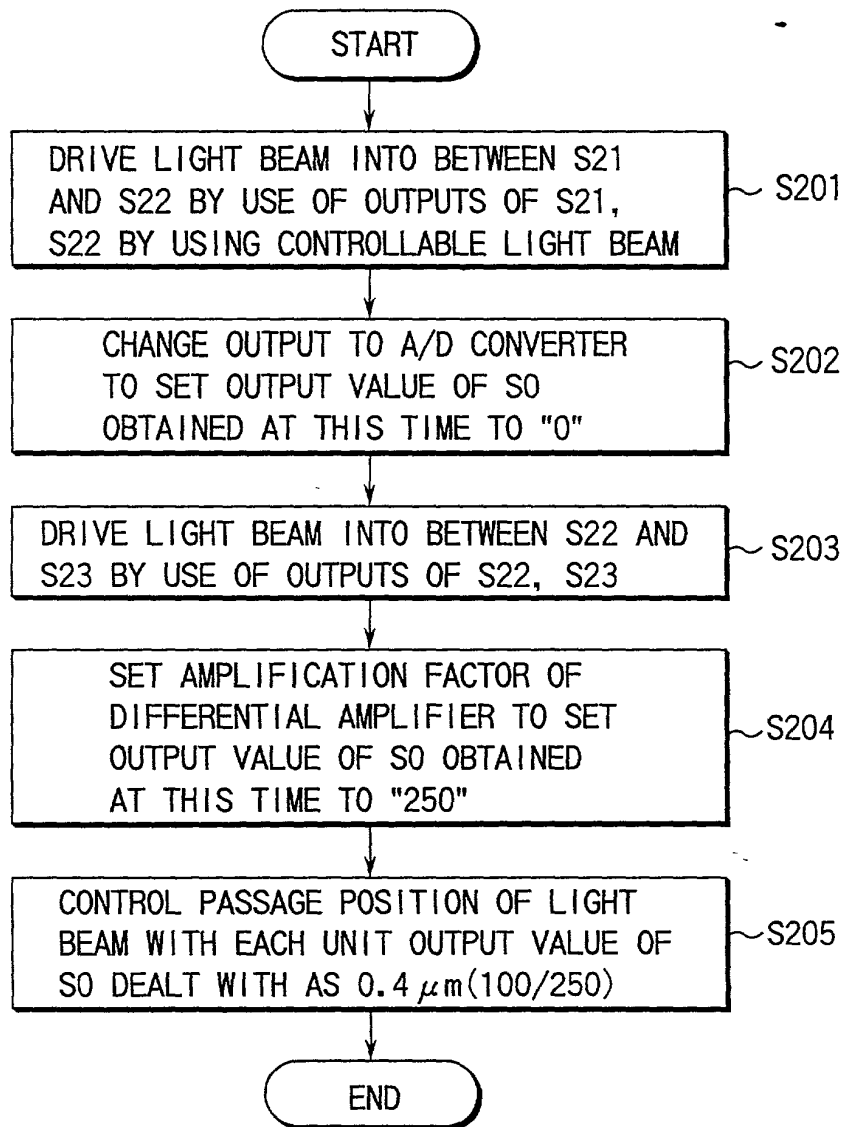 START
DRIVE LIGHT BEAM INTO BETWEEN S21
AND S22 BY USE OF OUTPUTS OF S21,
S22 BY USING CONTROLLABLE LIGHT BEAM
S201
CHANGE OUTPUT TO A/D CONVERTER
TO SET OUTPUT VALUE OF SO
OBTAINED AT THIS TIME TO "0"
S202
DRIVE LIGHT BEAM INTO BETWEEN S22 AND
S23 BY USE OF OUTPUTS OF S22, S23
S203
SET AMPLIFICATION FACTOR OF
DIFFERENTIAL AMPLIFIER TO SET
OUTPUT VALUE OF SO OBTAINED
AT THIS TIME TO "250"
S204
CONTROL PASSAGE POSITION OF LIGHT
BEAM WITH EACH UNIT OUTPUT VALUE OF
SO DEALT WITH AS 0.4 μm(100/250)
S205
END